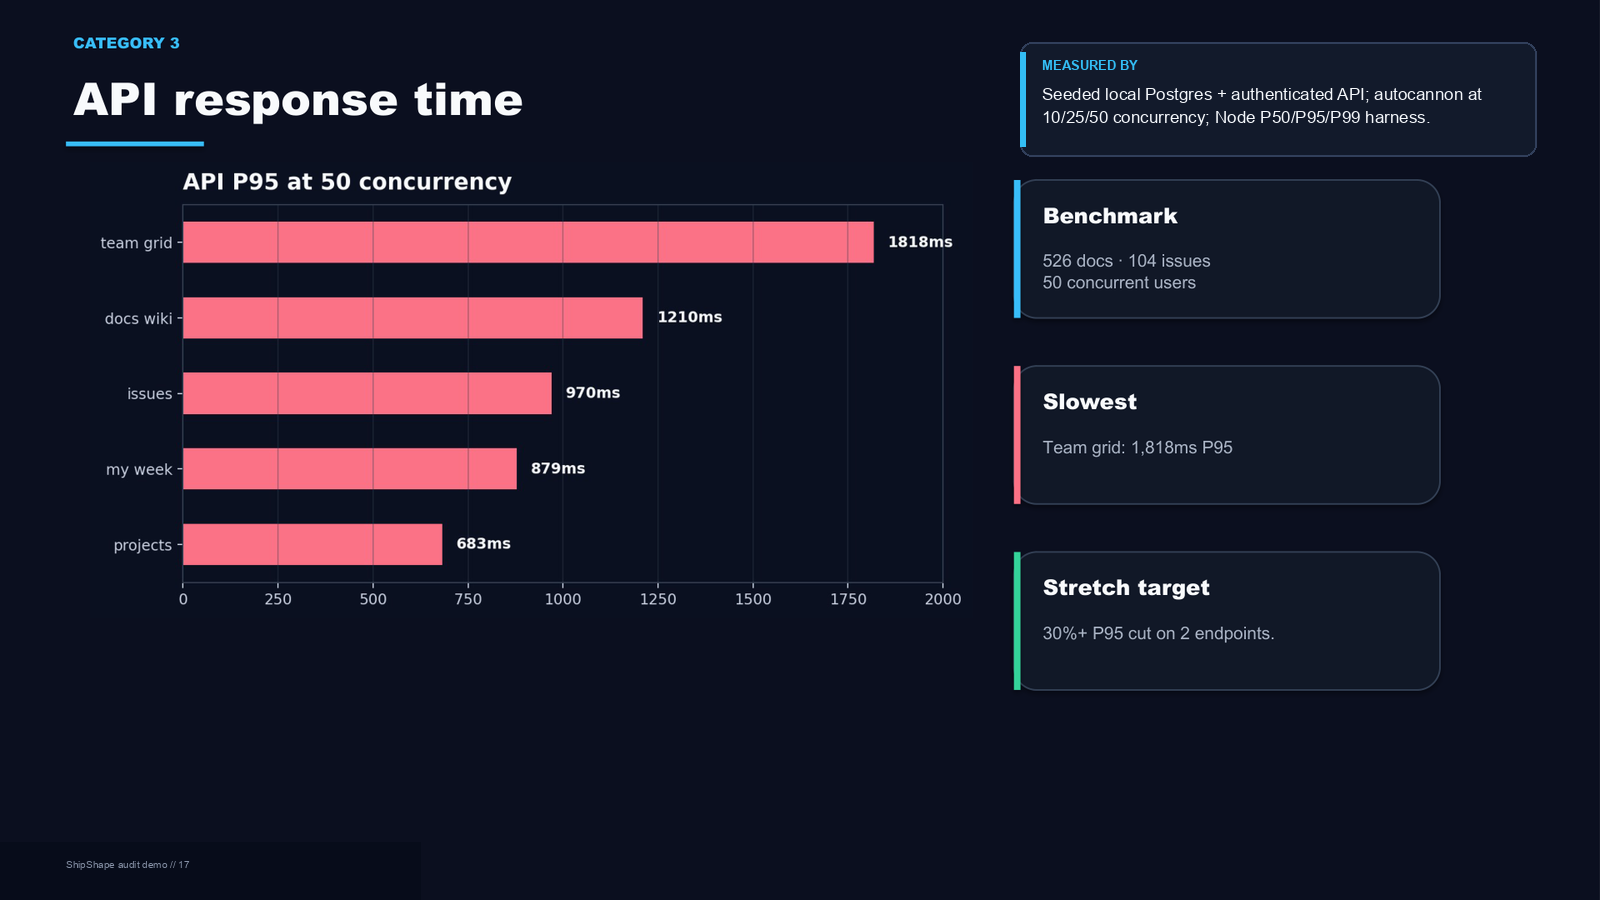 CATEGORY 3
API response time
MEASURED BY
Seeded local Postgres + authenticated API; autocannon at
10/25/50 concurrency; Node P50/P95/P99 harness.
API P95 at 50 concurrency
team grid
1818ms
docs wiki
1210ms
issues
970ms
my week
879ms
projects
683ms
0 250 500 750 1000 1250 1500 1750 2000
Benchmark
526 docs · 104 issues
50 concurrent users
Slowest
Team grid: 1,818ms P95
Stretch target
30%+ P95 cut on 2 endpoints.
ShipShape audit demo // 17